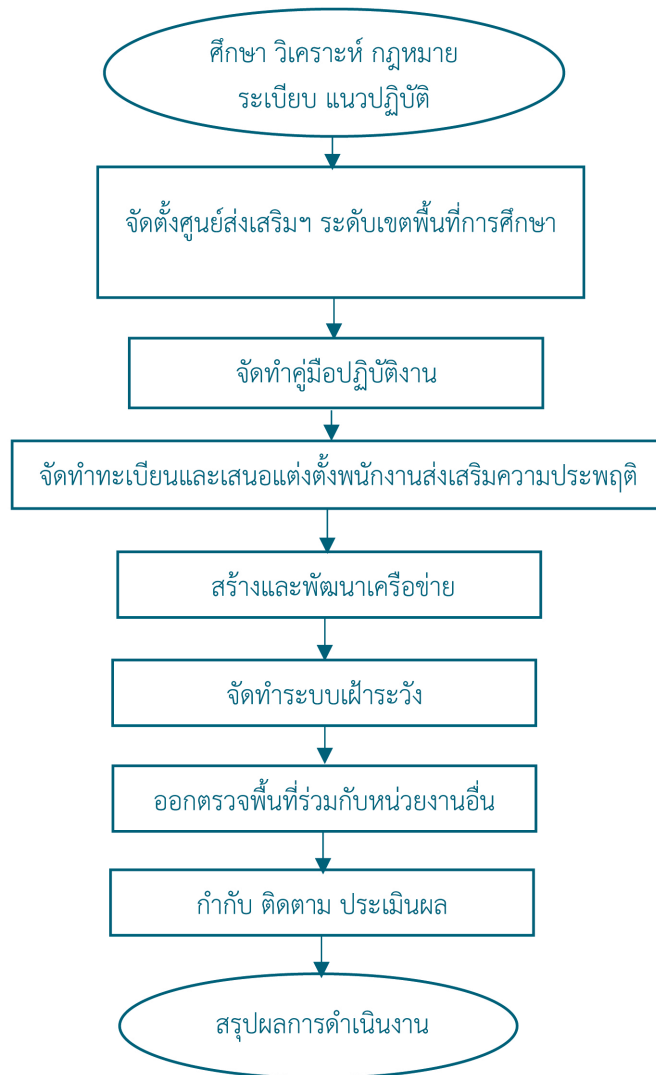 ศึกษา วิเคราะห์ กฎหมาย
ระเบียบ แนวปฏิบัติ
จัดตั้งศูนย์ส่งเสริมฯ ระดับเขตพื้นที่การศึกษา
จัดทำคู่มือปฏิบัติงาน
จัดทำทะเบียนและเสนอแต่งตั้งพนักงานส่งเสริมความประพฤติ
สร้างและพัฒนาเครือข่าย
จัดทำระบบเฝ้าระวัง
ออกตรวจพื้นที่ร่วมกับหน่วยงานอื่น
กำกับ ติดตาม ประเมินผล
สรุปผลการดำเนินงาน